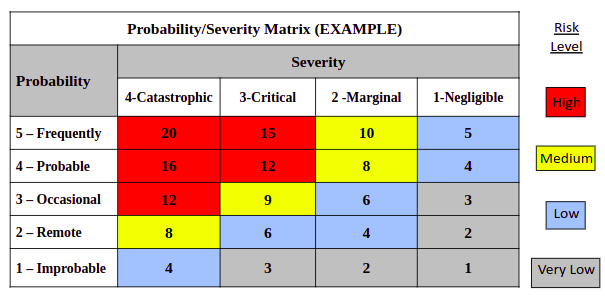 Probability/Severity Matrix (EXAMPLE)
Probability
Severity
4-Catastrophic 3-Critical 2 -Marginal 1-Negligible
5 – Frequently 20 15 10 5
4 – Probable 16 12 8 4
3 – Occasional 12 9 6 3
2 – Remote 8 6 4 2
1 – Improbable 4 3 2 1
Risk
Level
High
Medium
Low
Very Low